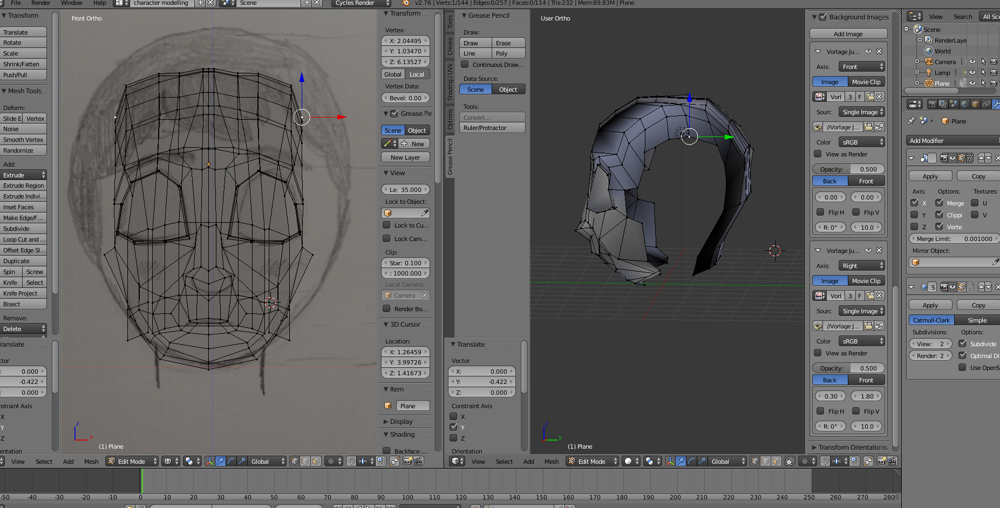 File Render Window Help character modelling Scene Cycles Render v2.76 | Verts:1/144 | Edges:0/257 | Faces:0/114 | Tris:232 | Mem:89.83M | Plane
Transform
Translate
Rotate
Scale
Shrink/Fatten
Push/Pull
Mesh Tools
Deform:
Slide E Vertex
Noise
Smooth Vertex
Randomize
Add:
Extrude
Extrude Region
Extrude Indivi...
Inset Faces
Make Edge/F...
Subdivide
Loop Cut and ...
Offset Edge Sl...
Duplicate
Spin Screw
Knife Select
Knife Project
Bisect
Remove:
Delete
ranslate
ctor
0.000
-0.422
0.000
nstraint Axis
X
Y
Z
entation
Front Ortho
z
x
(1) Plane
Transform
Vertex:
X: 2.04495
Y: 1.03470
Z: 6.13527
Global Local
Vertex Data:
Bevel: 0.00
Grease Pe
Scene Object
New
New Layer
View
Le: 35.000
Lock to Object:
Lock to Cu...
Lock Cam...
Clip:
Star: 0.100
: 1000.000
Local Camera:
Camera
Render Bo...
3D Cursor
Location:
X: 1.26459
Y: 3.99726
Z: 1.41673
Item
Plane
Display
Shading
Backface ...
Tools
Create
Shading / UVs
Options
Grease Pencil
Grease Pencil
Draw:
Draw Erase
Line Poly
Continuous Draw...
Data Source:
Scene Object
Tools:
Convert...
Ruler/Protractor
Translate
Vector
X: 0.000
Y: -0.422
Z: 0.000
Constraint Axis
X
Y
Z
Orientation
User Ortho
z
y
(1) Plane
Background Images
Add Image
Vorlage Ju...
Axis: Front
Image Movie Clip
Vorl 3 F
Sourc Single Image
//Vorlage J...
Color sRGB
View as Render
Opacity: 0.500
Back Front
0.00 0.00
Flip H Flip V
R: 0° 10.0
Vorlage Ju...
Axis: Right
Image Movie Clip
Vorl 3 F
Sourc Single Image
//Vorlage J...
Color sRGB
View as Render
Opacity: 0.500
Back Front
0.30 1.80
Flip H Flip V
R: 0° 10.0
Transform Orientations
View Search All Sce
Scene
RenderLaye
World
Camera
Lamp
Plane
Plane
Add Modifier
Apply Copy
Axis: Options: Textures:
X Merge U
Y Clippi V
Z Verte
Merge Limit: 0.001000
Mirror Object:
S
Apply Copy
Catmull-Clark Simple
Subdivisions: Options:
View: 2 Subdivide
Render: 2 Optimal Di
Use OpenS
View Select Add Mesh Edit Mode Global
View Select Add Mesh Edit Mode Global
-50 -40 -30 -20 -10 0 10 20 30 40 50 60 70 80 90 100 110 120 130 140 150 160 170 180 190 200 210 220 230 240 250 260 270 280